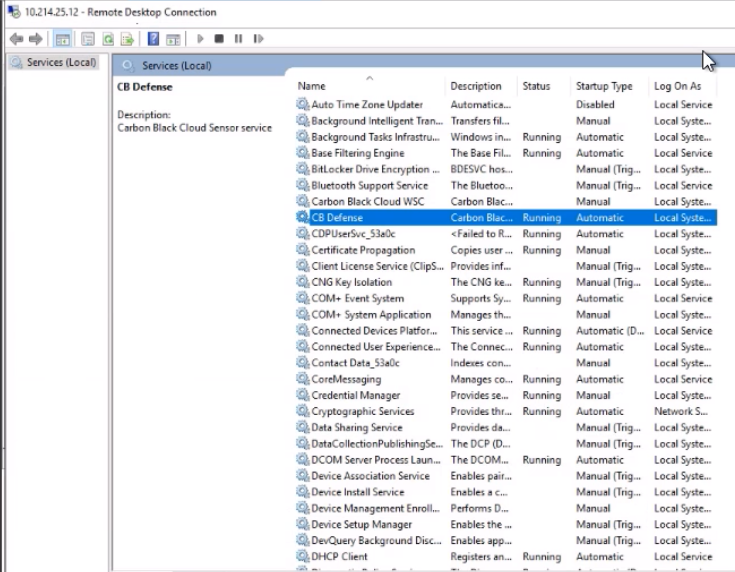 10.214.25.12 - Remote Desktop Connection
Services (Local)
Services (Local)
CB Defense
Description:
Carbon Black Cloud Sensor service
Name Description Status Startup Type Log On As
Auto Time Zone Updater Automatica... Disabled Local Service
Background Intelligent Tran... Transfers fil... Manual Local Syste...
Background Tasks Infrastru... Windows in... Running Automatic Local Syste...
Base Filtering Engine The Base Fil... Running Automatic Local Service
BitLocker Drive Encryption ... BDESVC hos... Manual (Trig... Local Syste...
Bluetooth Support Service The Bluetoo... Manual (Trig... Local Service
Carbon Black Cloud WSC Carbon Blac... Manual Local Syste...
CB Defense Carbon Blac... Running Automatic Local Syste...
CDPUserSvc_53a0c <Failed to R... Running Automatic Local Syste...
Certificate Propagation Copies user ... Running Manual Local Syste...
Client License Service (ClipS... Provides inf... Manual (Trig... Local Syste...
CNG Key Isolation The CNG ke... Running Manual (Trig... Local Syste...
COM+ Event System Supports Sy... Running Automatic Local Service
COM+ System Application Manages th... Manual Local Syste...
Connected Devices Platfor... This service ... Running Automatic (D... Local Service
Connected User Experience... The Connec... Running Automatic Local Syste...
Contact Data_53a0c Indexes con... Manual Local Syste...
CoreMessaging Manages co... Running Automatic Local Service
Credential Manager Provides se... Running Manual Local Syste...
Cryptographic Services Provides thr... Running Automatic Network S...
Data Sharing Service Provides da... Manual (Trig... Local Syste...
DataCollectionPublishingSe... The DCP (D... Manual (Trig... Local Syste...
DCOM Server Process Laun... The DCOM... Running Automatic Local Syste...
Device Association Service Enables pair... Manual (Trig... Local Syste...
Device Install Service Enables a c... Manual (Trig... Local Syste...
Device Management Enroll... Performs D... Manual Local Syste...
Device Setup Manager Enables the ... Manual (Trig... Local Syste...
DevQuery Background Disc... Enables app... Manual (Trig... Local Syste...
DHCP Client Registers an... Running Automatic Local Service